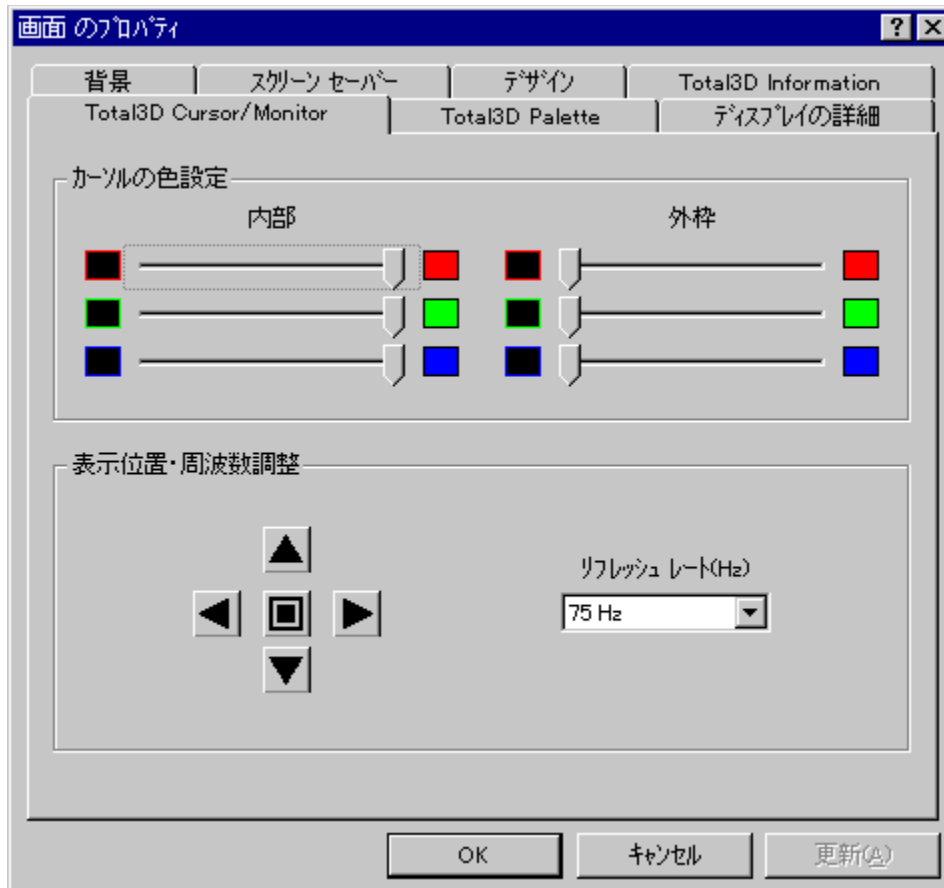 画面 のﾌﾟﾛﾊﾟﾃｨ
背景
ｽｸﾘｰﾝ ｾｰﾊﾞｰ
ﾃﾞｻﾞｲﾝ
Total3D Information
Total3D Cursor/Monitor
Total3D Palette
ﾃﾞｨｽﾌﾟﾚｲの詳細
ｶｰｿﾙの色設定
内部
外枠
表示位置・周波数調整
ﾘﾌﾚｯｼｭ ﾚｰﾄ(Hz)
75 Hz
OK
ｷｬﾝｾﾙ
更新(A)